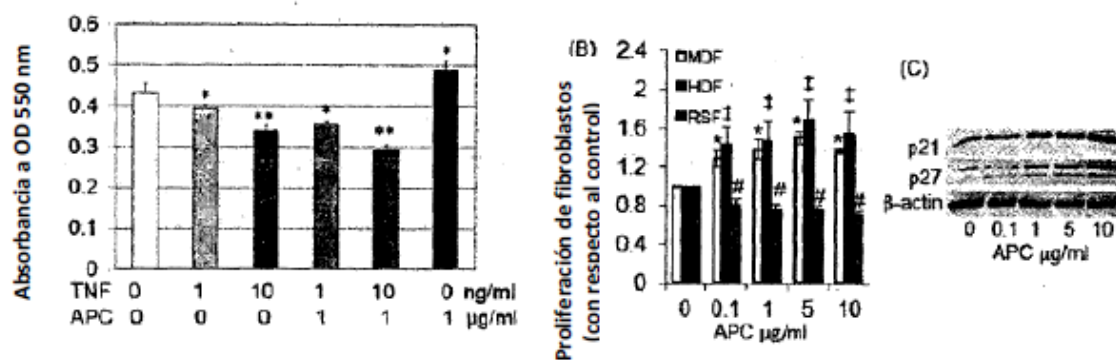 Absorbancia a OD 550 nm
0.6
0.5
0.4
0.3
0.2
0.1
0
* ** * ** *
TNF 0 1 10 1 10 0 ng/ml
APC 0 0 0 1 1 1 µg/ml
(B)
Proliferación de fibroblastos
(con respecto al control)
2.4
2
1.6
1.2
0.8
0.4
0
MDF
HDF
RSF
* ‡ # * ‡ # * ‡ # * ‡ #
0 0.1 1 5 10
APC µg/ml
(C)
p21
p27
β-actin
0 0.1 1 5 10
APC µg/ml